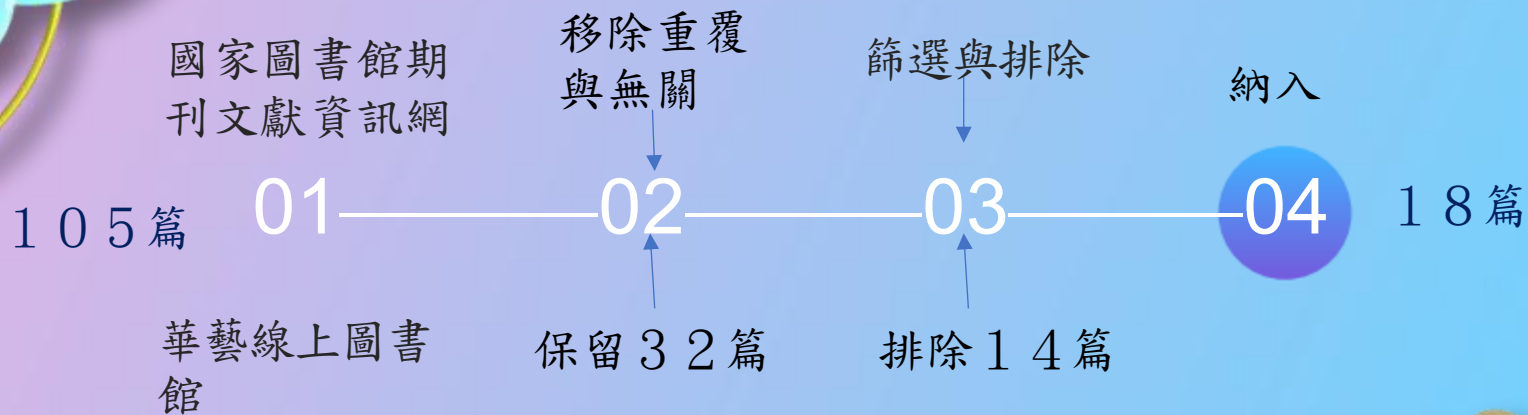 國家圖書館期
刊文獻資訊網
移除重覆
與無關
篩選與排除
納入
１０５篇
01
02
03
04
１８篇
華藝線上圖書
館
保留３２篇
排除１４篇